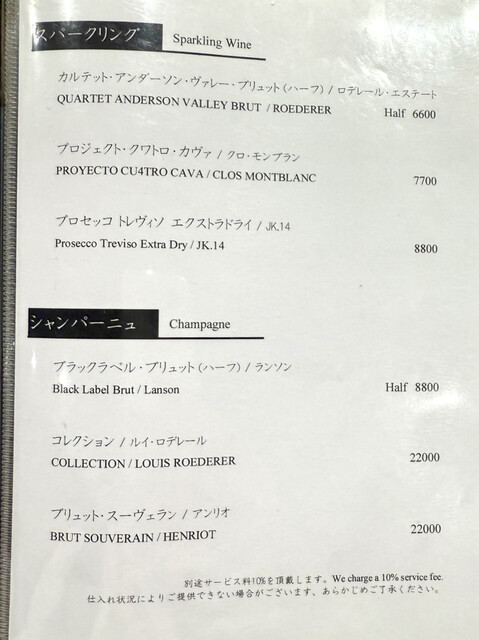 スパークリング Sparkling Wine
カルテット・アンダーソン・ヴァレー・ブリュット(ハーフ) / ロデレール・エステート
QUARTET ANDERSON VALLEY BRUT / ROEDERER Half 6600
プロジェクト・クワトロ・カヴァ / クロ・モンブラン
PROYECTO CU4TRO CAVA / CLOS MONTBLANC 7700
プロセッコ トレヴィソ エクストラドライ / JK.14
Prosecco Treviso Extra Dry / JK.14 8800
シャンパーニュ Champagne
ブラックラベル・ブリュット(ハーフ) / ランソン
Black Label Brut / Lanson Half 8800
コレクション / ルイ・ロデレール
COLLECTION / LOUIS ROEDERER 22000
ブリュット・スーヴェラン / アンリオ
BRUT SOUVERAIN / HENRIOT 22000
別途サービス料10%を頂戴します。We charge a 10% service fee.
仕入れ状況によりご提供できない場合がございます、あらかじめご了承ください。